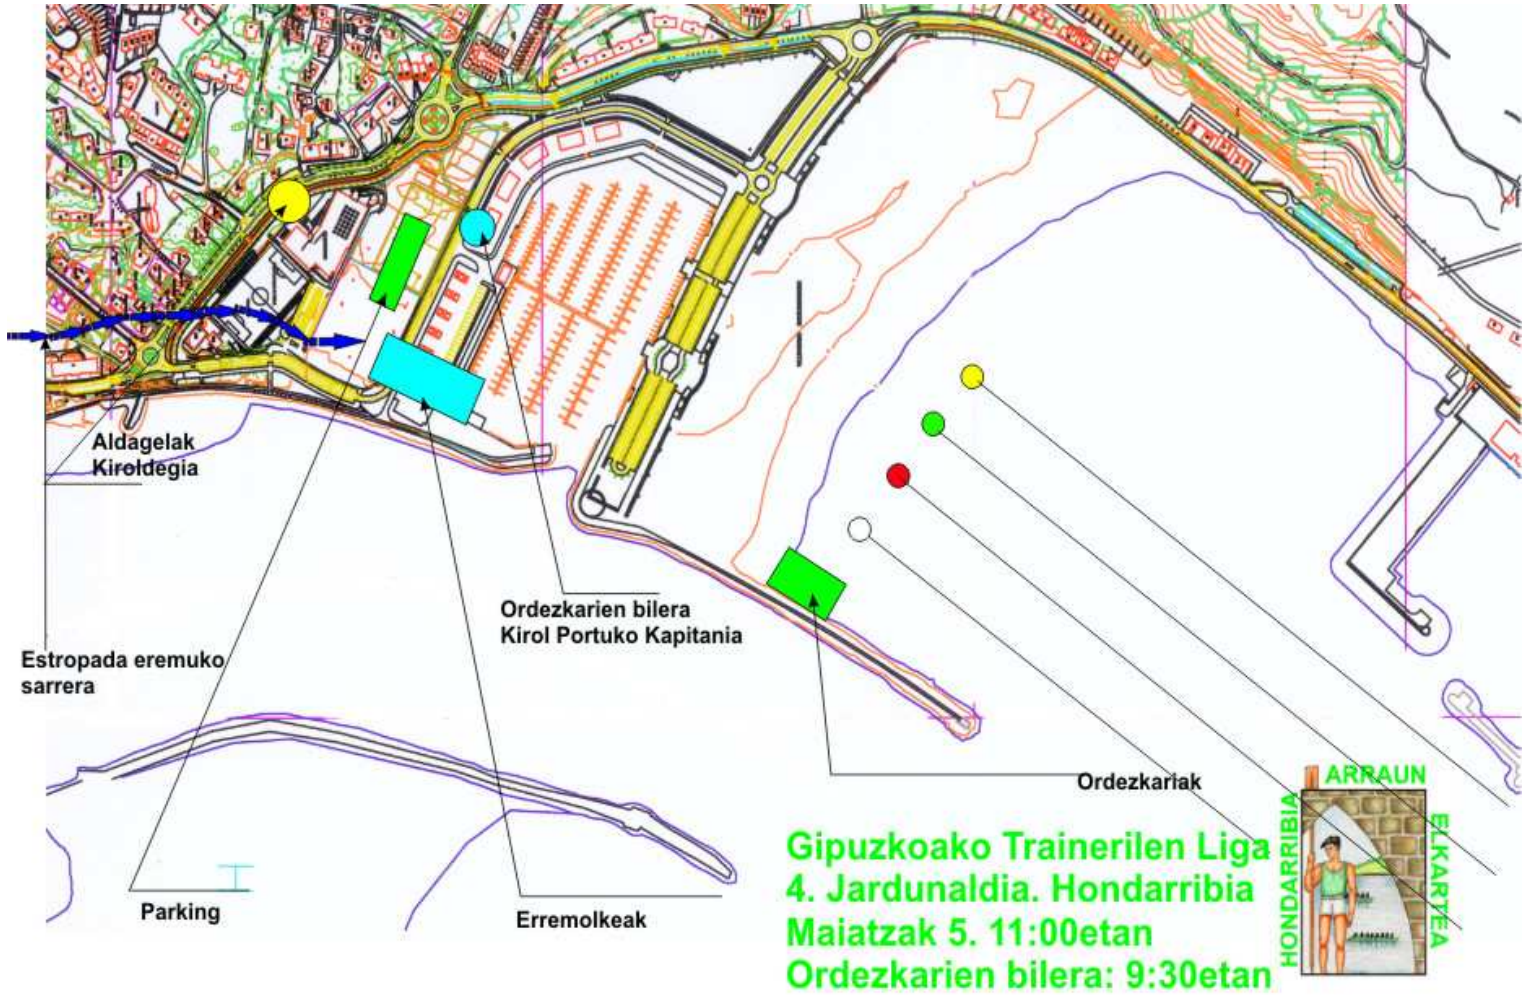 Aldagelak
Kiroldegia
Ordezkarien bilera
Kirol Portuko Kapitania
Estropada eremuko
sarrera
Ordezkariak
Parking
Erremolkeak
Gipuzkoako Trainerilen Liga
4. Jardunaldia. Hondarribia
Maiatzak 5. 11:00etan
Ordezkarien bilera: 9:30etan
HONDARRIBIA
ARRAUN
ELKARTEA